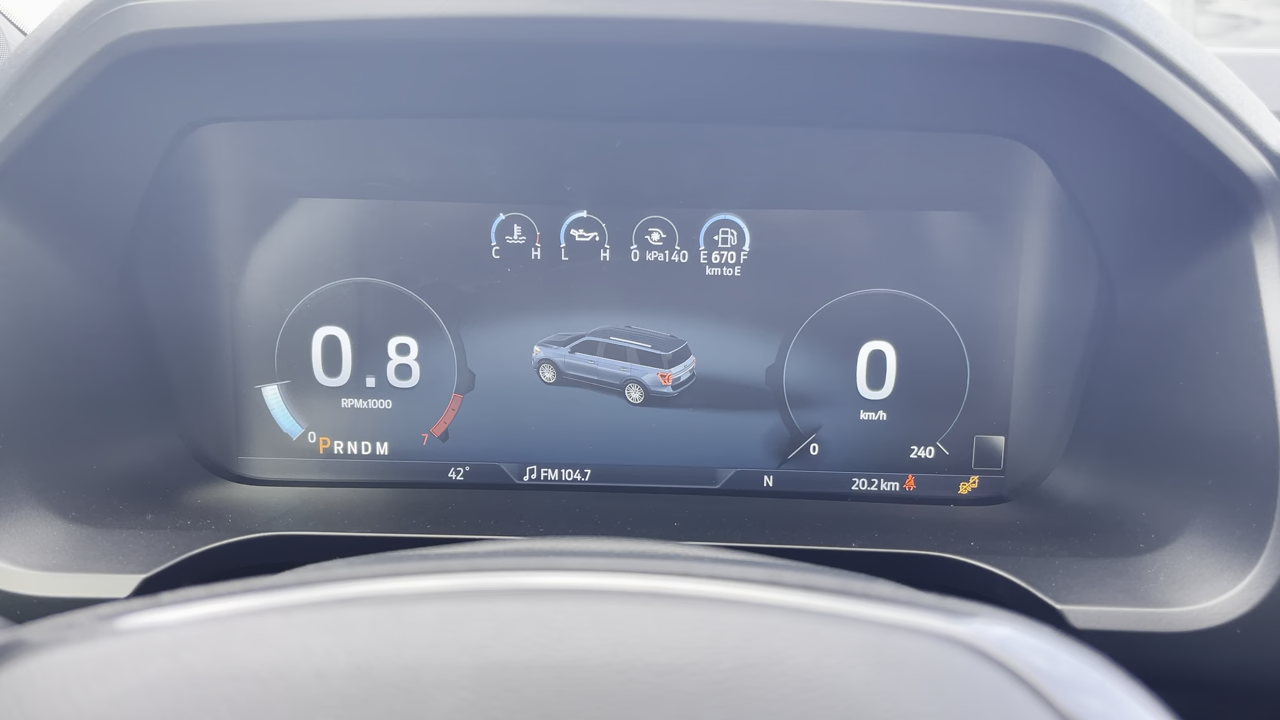 C H
L H
0 kPa 140
E 670 F
km to E
0.8
RPMx1000
0
7
PRNDM
0
km/h
0
240
42°
FM 104.7
N
20.2 km